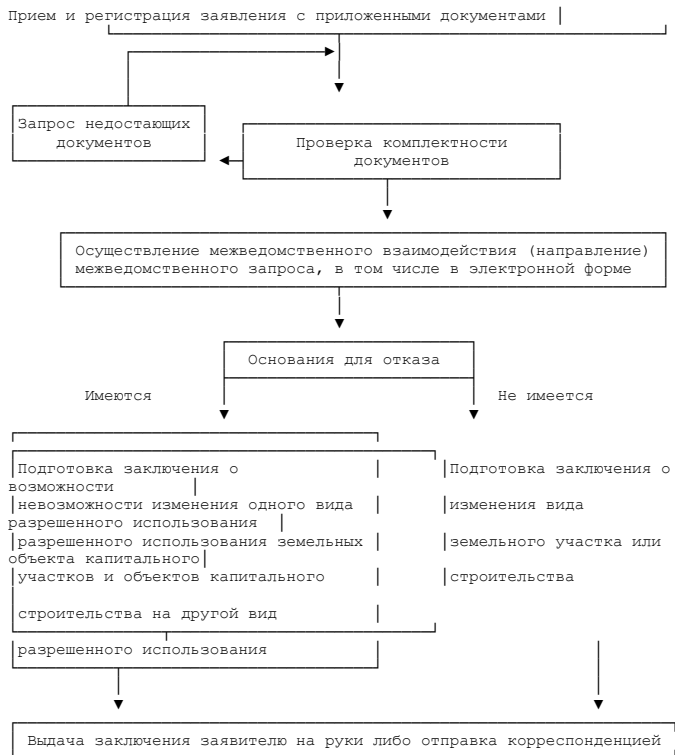 Прием и регистрация заявления с приложенными документами
Запрос недостающих
документов
Проверка комплектности
документов
Осуществление межведомственного взаимодействия (направление)
межведомственного запроса, в том числе в электронной форме
Основания для отказа
Имеются Не имеется
Подготовка заключения о Подготовка заключения о
возможности
невозможности изменения одного вида изменения вида
разрешенного использования
разрешенного использования земельных земельного участка или
объекта капитального
участков и объектов капитального строительства
строительства на другой вид
разрешенного использования
Выдача заключения заявителю на руки либо отправка корреспонденцией